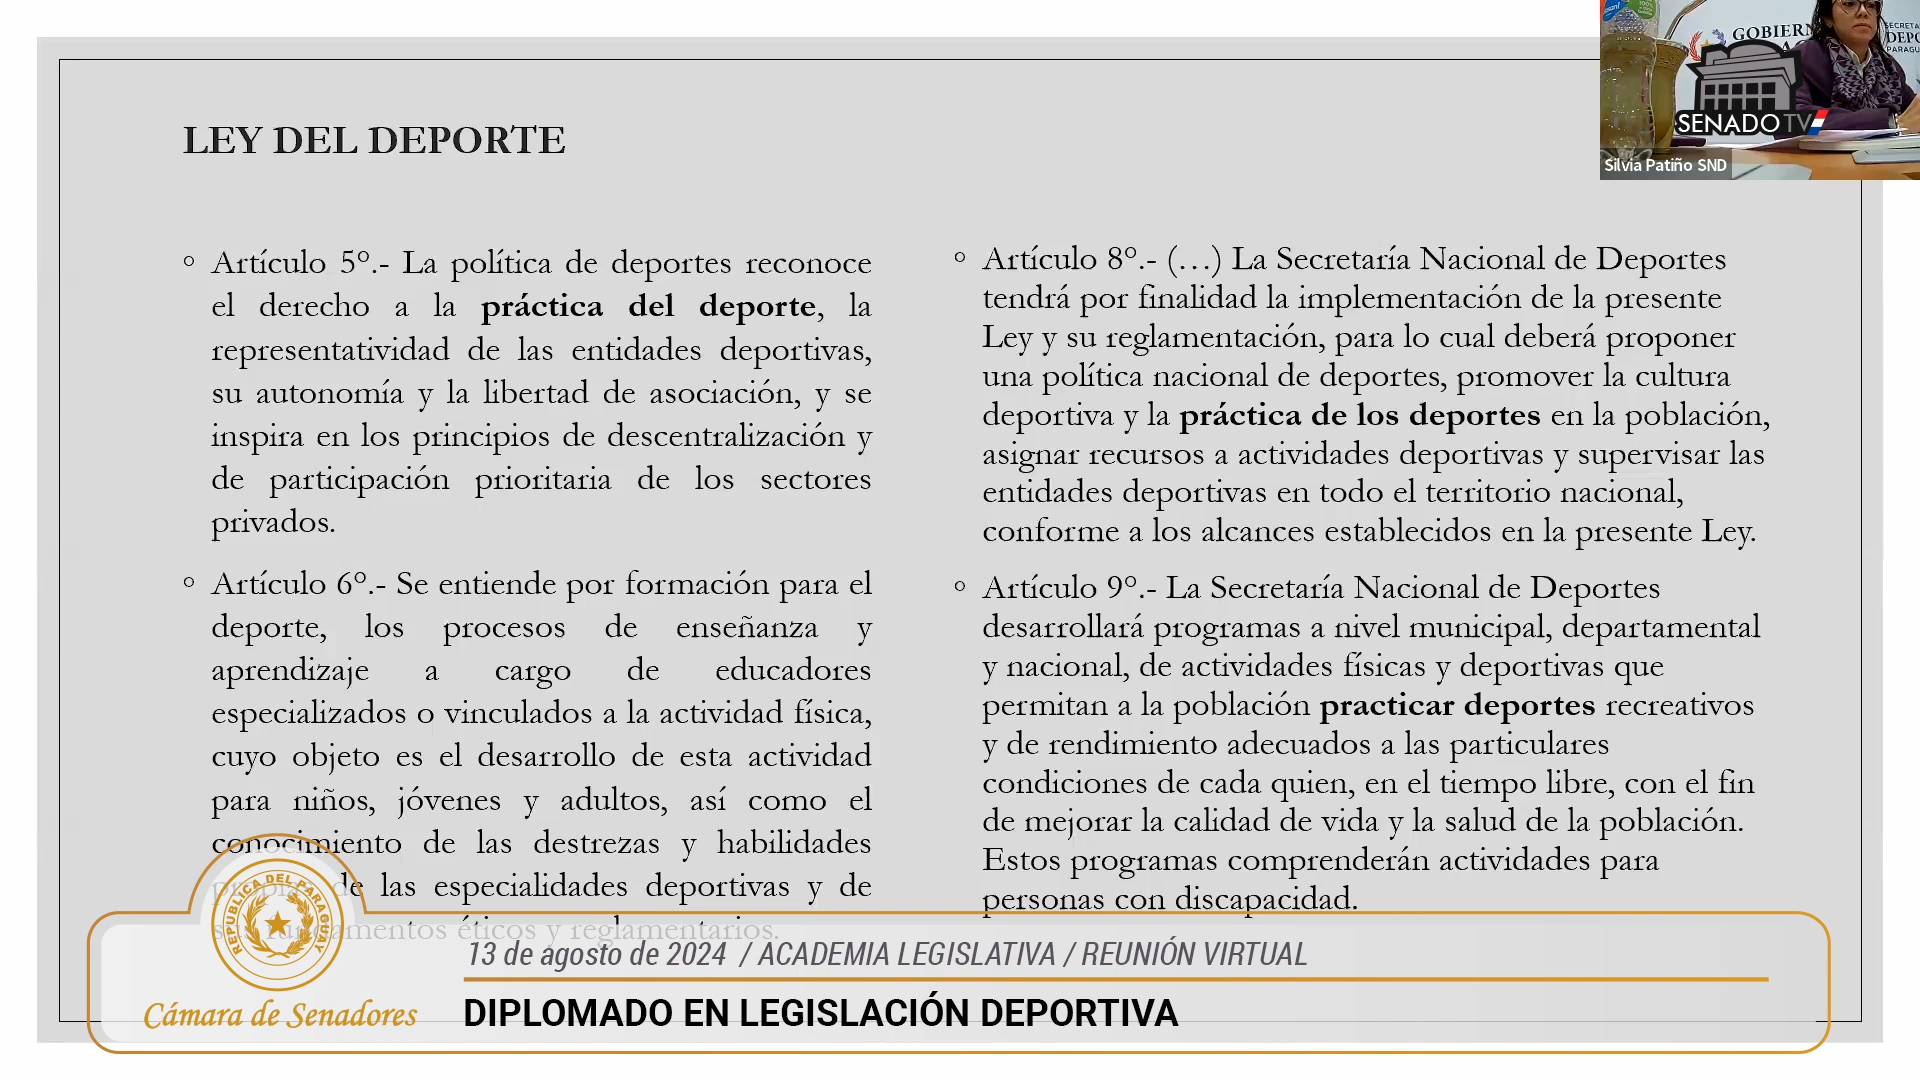 LEY DEL DEPORTE
Artículo 5°.- La política de deportes reconoce
el derecho a la práctica del deporte, la
representatividad de las entidades deportivas,
su autonomía y la libertad de asociación, y se
inspira en los principios de descentralización y
de participación prioritaria de los sectores
privados.
Artículo 6°.- Se entiende por formación para el
deporte, los procesos de enseñanza y
aprendizaje a cargo de educadores
especializados o vinculados a la actividad física,
cuyo objeto es el desarrollo de esta actividad
para niños, jóvenes y adultos, así como el
conocimiento de las destrezas y habilidades
de las especialidades deportivas y de
fundamentos éticos y reglamentarios.
Artículo 8°.- (…) La Secretaría Nacional de Deportes
tendrá por finalidad la implementación de la presente
Ley y su reglamentación, para lo cual deberá proponer
una política nacional de deportes, promover la cultura
deportiva y la práctica de los deportes en la población,
asignar recursos a actividades deportivas y supervisar las
entidades deportivas en todo el territorio nacional,
conforme a los alcances establecidos en la presente Ley.
Artículo 9°.- La Secretaría Nacional de Deportes
desarrollará programas a nivel municipal, departamental
y nacional, de actividades físicas y deportivas que
permitan a la población practicar deportes recreativos
y de rendimiento adecuados a las particulares
condiciones de cada quien, en el tiempo libre, con el fin
de mejorar la calidad de vida y la salud de la población.
Estos programas comprenderán actividades para
personas con discapacidad.
SENADO TV
Silvia Patiño SND
REPUBLICA DEL PARAGUAY
Cámara de Senadores
13 de agosto de 2024 / ACADEMIA LEGISLATIVA / REUNIÓN VIRTUAL
DIPLOMADO EN LEGISLACIÓN DEPORTIVA